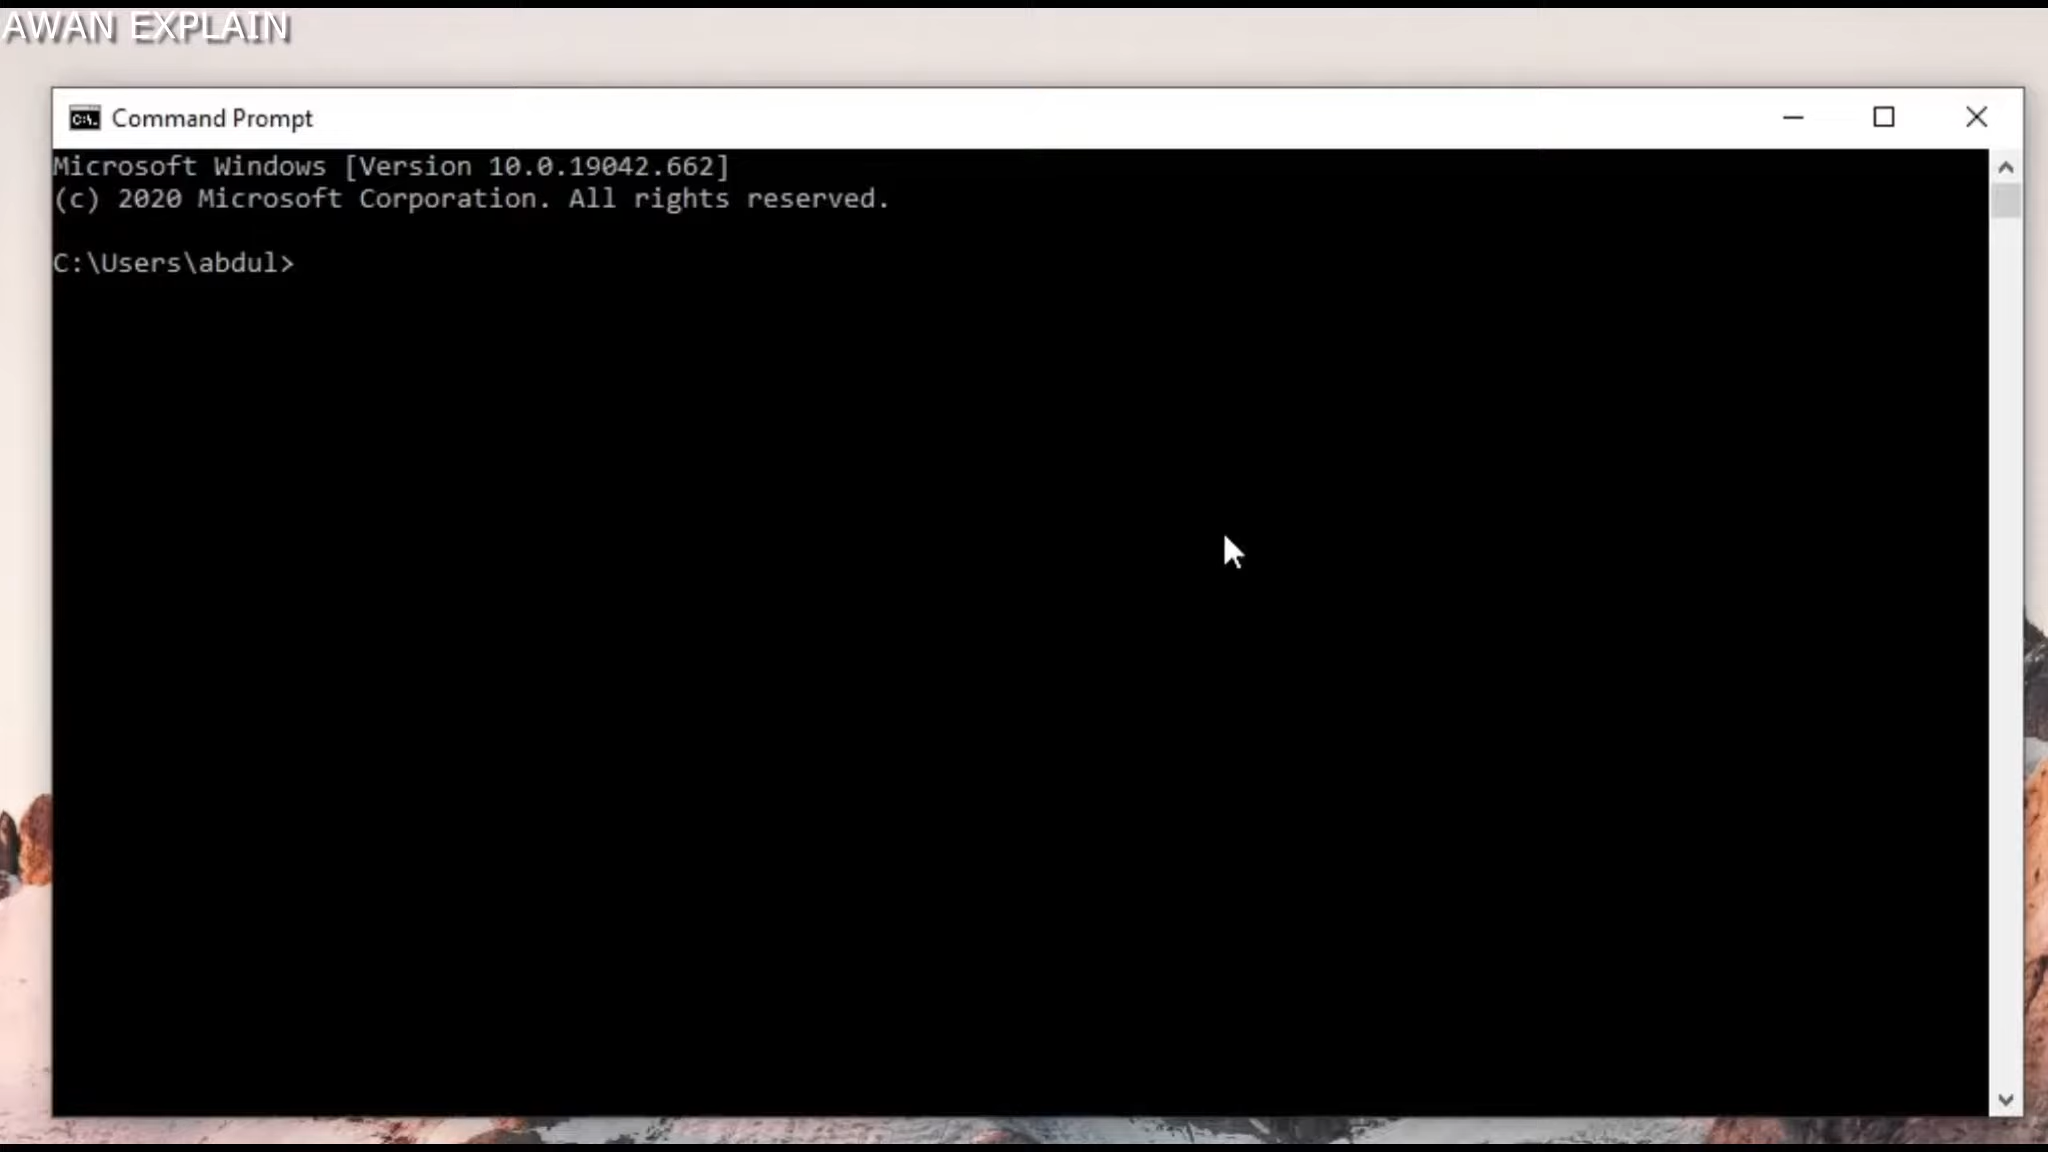 AWAN EXPLAIN
Command Prompt
Microsoft Windows [Version 10.0.19042.662]
(c) 2020 Microsoft Corporation. All rights reserved.
C:\Users\abdul>